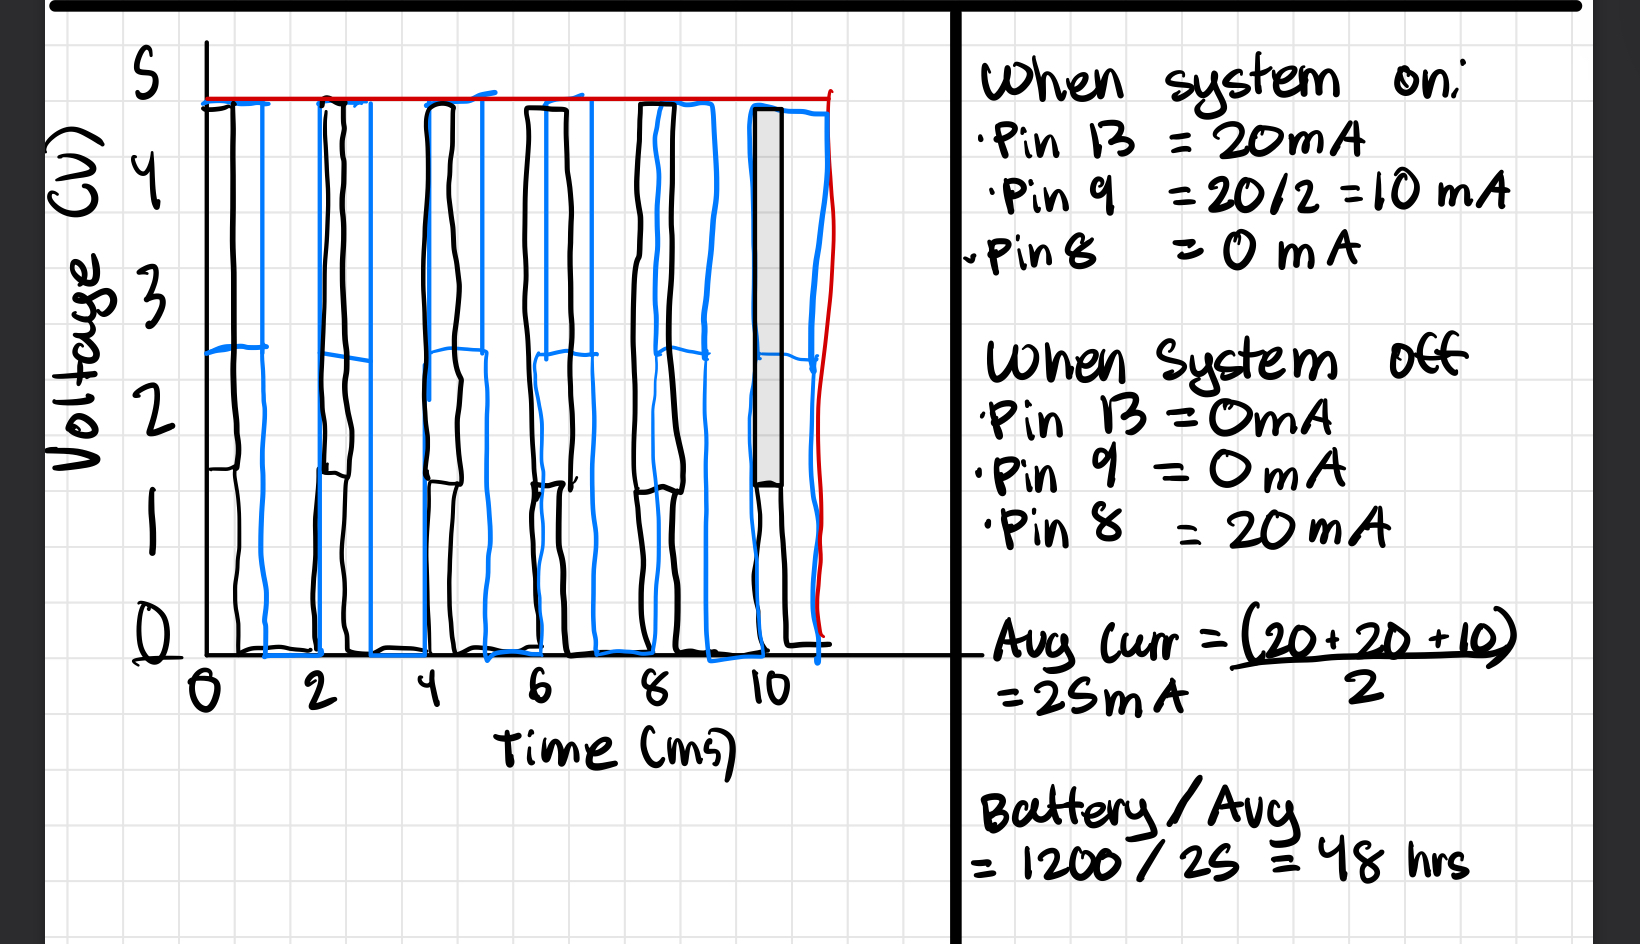 Voltage (V)
5
4
3
2
1
0
0 2 4 6 8 10
Time (ms)
When system on:
· Pin 13 = 20mA
· Pin 9 = 20/2 = 10 mA
· Pin 8 = 0 mA
When System off
· Pin 13 = 0mA
· Pin 9 = 0mA
· Pin 8 = 20mA
Avg Curr = (20 + 20 + 10)
2
= 25mA
Battery / Avg
= 1200 / 25 = 48 hrs